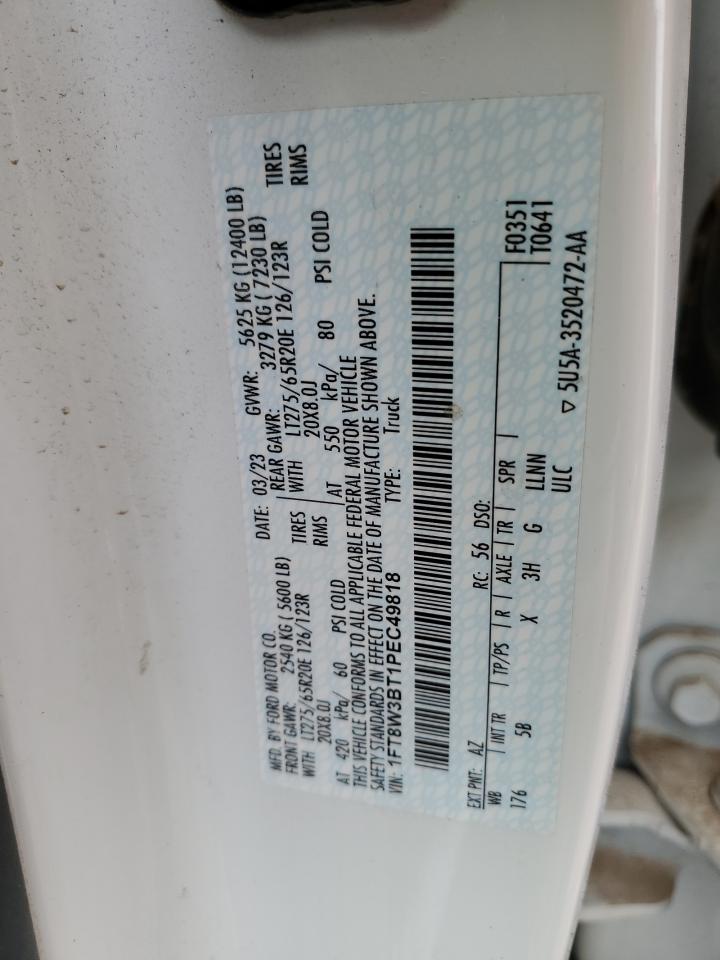 MFD. BY FORD MOTOR CO. DATE: 03/23 GVWR: 5625 KG (12400 LB)
FRONT GAWR: 2540 KG ( 5600 LB) REAR GAWR: 3279 KG ( 7230 LB)
WITH LT275/65R20E 126/123R TIRES WITH LT275/65R20E 126/123R TIRES
20X8.0J RIMS 20X8.0J RIMS
AT 420 kPa/ 60 PSI COLD AT 550 kPa/ 80 PSI COLD
THIS VEHICLE CONFORMS TO ALL APPLICABLE FEDERAL MOTOR VEHICLE
SAFETY STANDARDS IN EFFECT ON THE DATE OF MANUFACTURE SHOWN ABOVE.
VIN: 1FT8W3BT1PEC49818 TYPE: Truck
EXT PNT: AZ RC: 56 DSO:
WB INT TR TP/PS R AXLE TR SPR F0351
176 5B X 3H G LLNN T0641
ULC ▽ 5U5A-3520472-AA